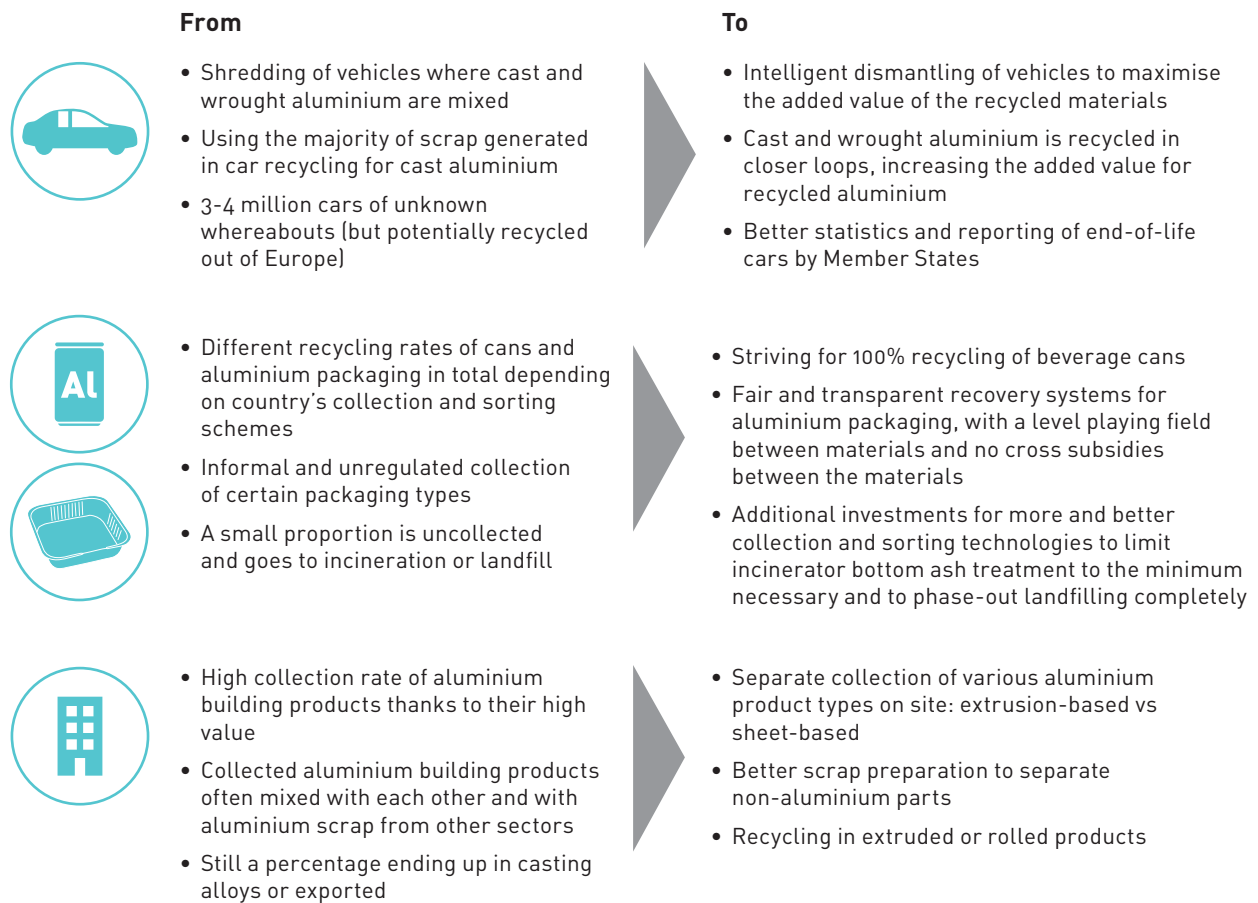 From
To
• Shredding of vehicles where cast and
wrought aluminium are mixed
• Using the majority of scrap generated
in car recycling for cast aluminium
• 3-4 million cars of unknown
whereabouts (but potentially recycled
out of Europe)
• Intelligent dismantling of vehicles to maximise
the added value of the recycled materials
• Cast and wrought aluminium is recycled in
closer loops, increasing the added value for
recycled aluminium
• Better statistics and reporting of end-of-life
cars by Member States
Al
• Different recycling rates of cans and
aluminium packaging in total depending
on country's collection and sorting
schemes
• Informal and unregulated collection
of certain packaging types
• A small proportion is uncollected
and goes to incineration or landfill
• Striving for 100% recycling of beverage cans
• Fair and transparent recovery systems for
aluminium packaging, with a level playing field
between materials and no cross subsidies
between the materials
• Additional investments for more and better
collection and sorting technologies to limit
incinerator bottom ash treatment to the minimum
necessary and to phase-out landfilling completely
• High collection rate of aluminium
building products thanks to their high
value
• Collected aluminium building products
often mixed with each other and with
aluminium scrap from other sectors
• Still a percentage ending up in casting
alloys or exported
• Separate collection of various aluminium
product types on site: extrusion-based vs
sheet-based
• Better scrap preparation to separate
non-aluminium parts
• Recycling in extruded or rolled products